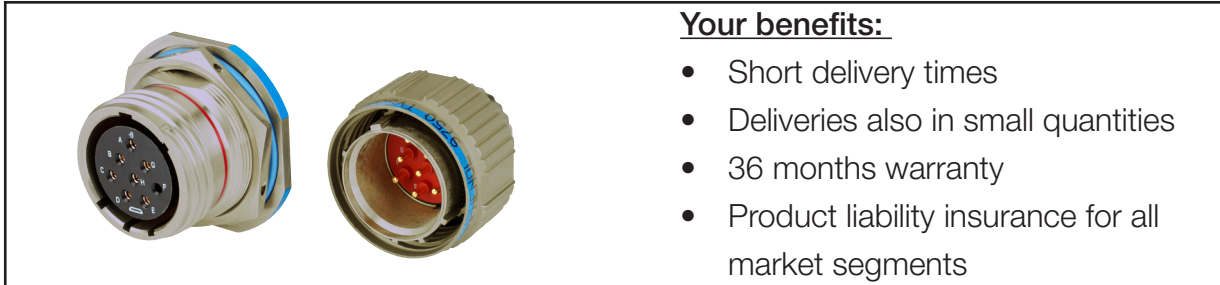 Your benefits:
• Short delivery times
• Deliveries also in small quantities
• 36 months warranty
• Product liability insurance for all
market segments
A
B
C
D
E
F
G
H